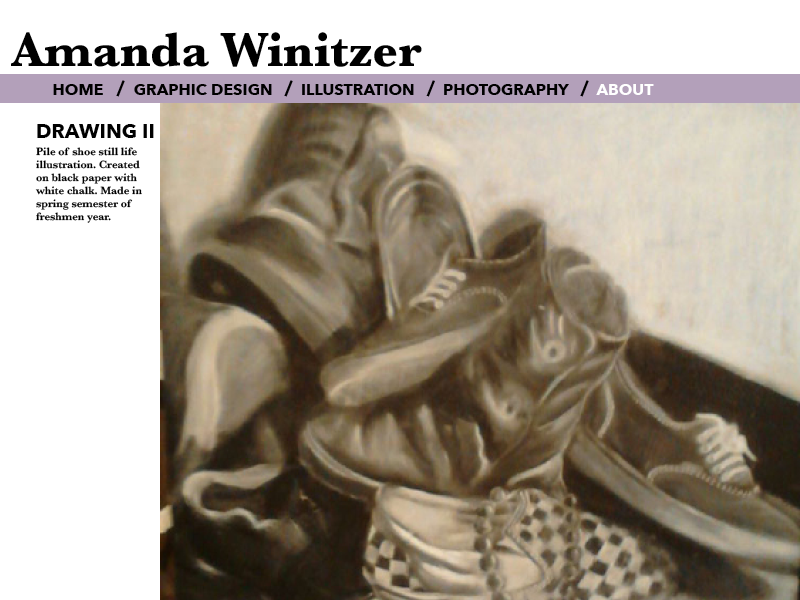 Amanda Winitzer
HOME / GRAPHIC DESIGN / ILLUSTRATION / PHOTOGRAPHY / ABOUT
DRAWING II
Pile of shoe still life
illustration. Created
on black paper with
white chalk. Made in
spring semester of
freshmen year.